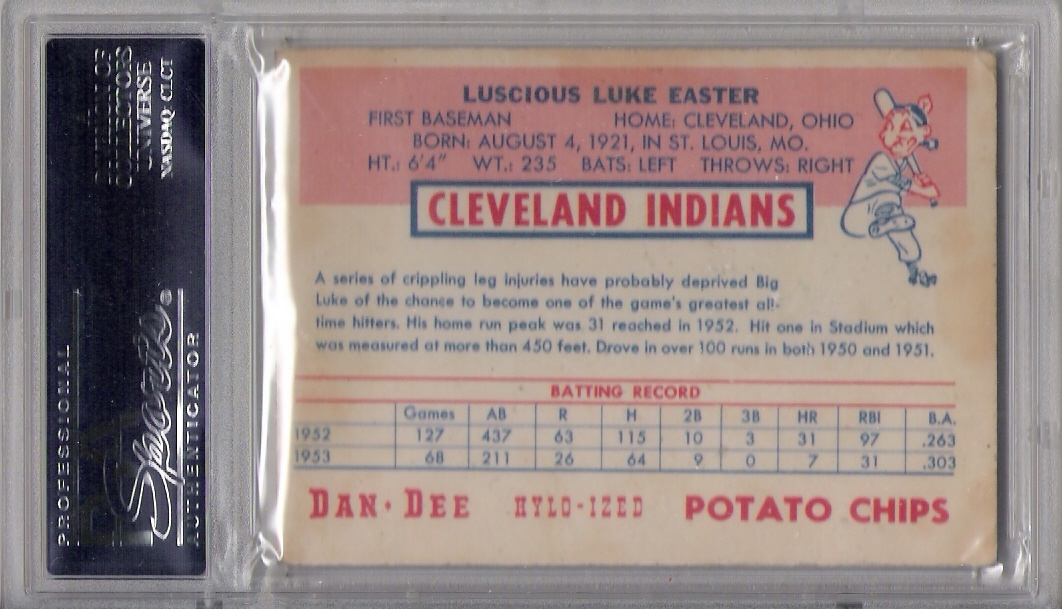 DIVISION OF
COLLECTORS
UNIVERSE
NASDAQ CLCT
PROFESSIONAL
Sports®
AUTHENTICATOR
LUSCIOUS LUKE EASTER
FIRST BASEMAN HOME: CLEVELAND, OHIO
BORN: AUGUST 4, 1921, IN ST. LOUIS, MO.
HT.: 6'4" WT.: 235 BATS: LEFT THROWS: RIGHT
CLEVELAND INDIANS
A series of crippling leg injuries have probably deprived Big
Luke of the chance to become one of the game's greatest all-
time hitters. His home run peak was 31 reached in 1952. Hit one in Stadium which
was measured at more than 450 feet. Drove in over 100 runs in both 1950 and 1951.
BATTING RECORD
Games AB R H 2B 3B HR RBI B.A.
1952 127 437 63 115 10 3 31 97 .263
1953 68 211 26 64 9 0 7 31 .303
DAN·DEE HYLO-IZED POTATO CHIPS